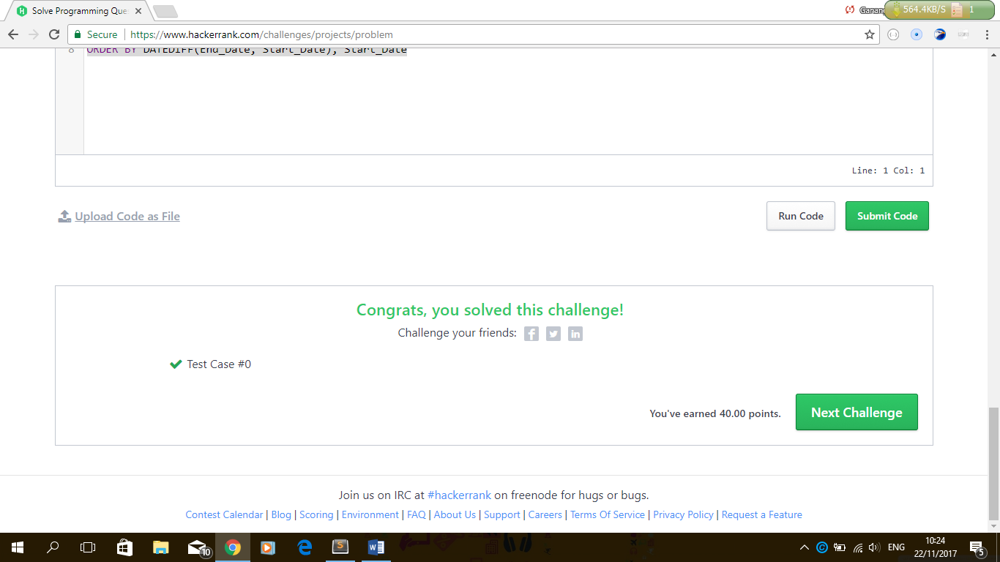 Solve Programming Que
564.4KB/S 1
Secure https://www.hackerrank.com/challenges/projects/problem
8 ORDER BY DATEDIFF(End_Date, Start_Date), Start_Date
Line: 1 Col: 1
Upload Code as File Run Code Submit Code
Congrats, you solved this challenge!
Challenge your friends:
Test Case #0
You've earned 40.00 points. Next Challenge
Join us on IRC at #hackerrank on freenode for hugs or bugs.
Contest Calendar | Blog | Scoring | Environment | FAQ | About Us | Support | Careers | Terms Of Service | Privacy Policy | Request a Feature
10 ENG 10:24
22/11/2017 5